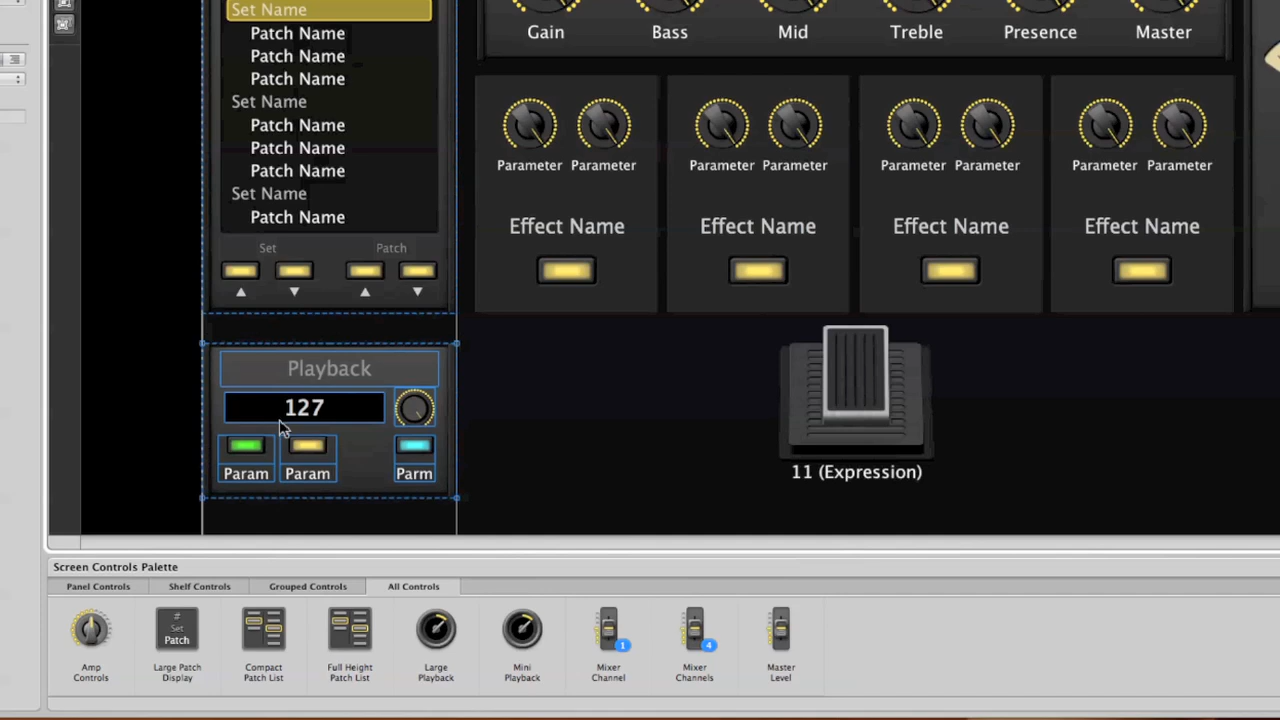 Set Name
Patch Name
Patch Name
Patch Name
Set Name
Patch Name
Patch Name
Patch Name
Set Name
Patch Name
Set Patch
Gain Bass Mid Treble Presence Master
Parameter Parameter Parameter Parameter Parameter Parameter Parameter Parameter
Effect Name Effect Name Effect Name Effect Name
Playback
127
Param Param Parm
11 (Expression)
Screen Controls Palette
Panel Controls Shelf Controls Grouped Controls All Controls
#
Set
Patch
1
4
Amp Controls
Large Patch Display
Compact Patch List
Full Height Patch List
Large Playback
Mini Playback
Mixer Channel
Mixer Channels
Master Level